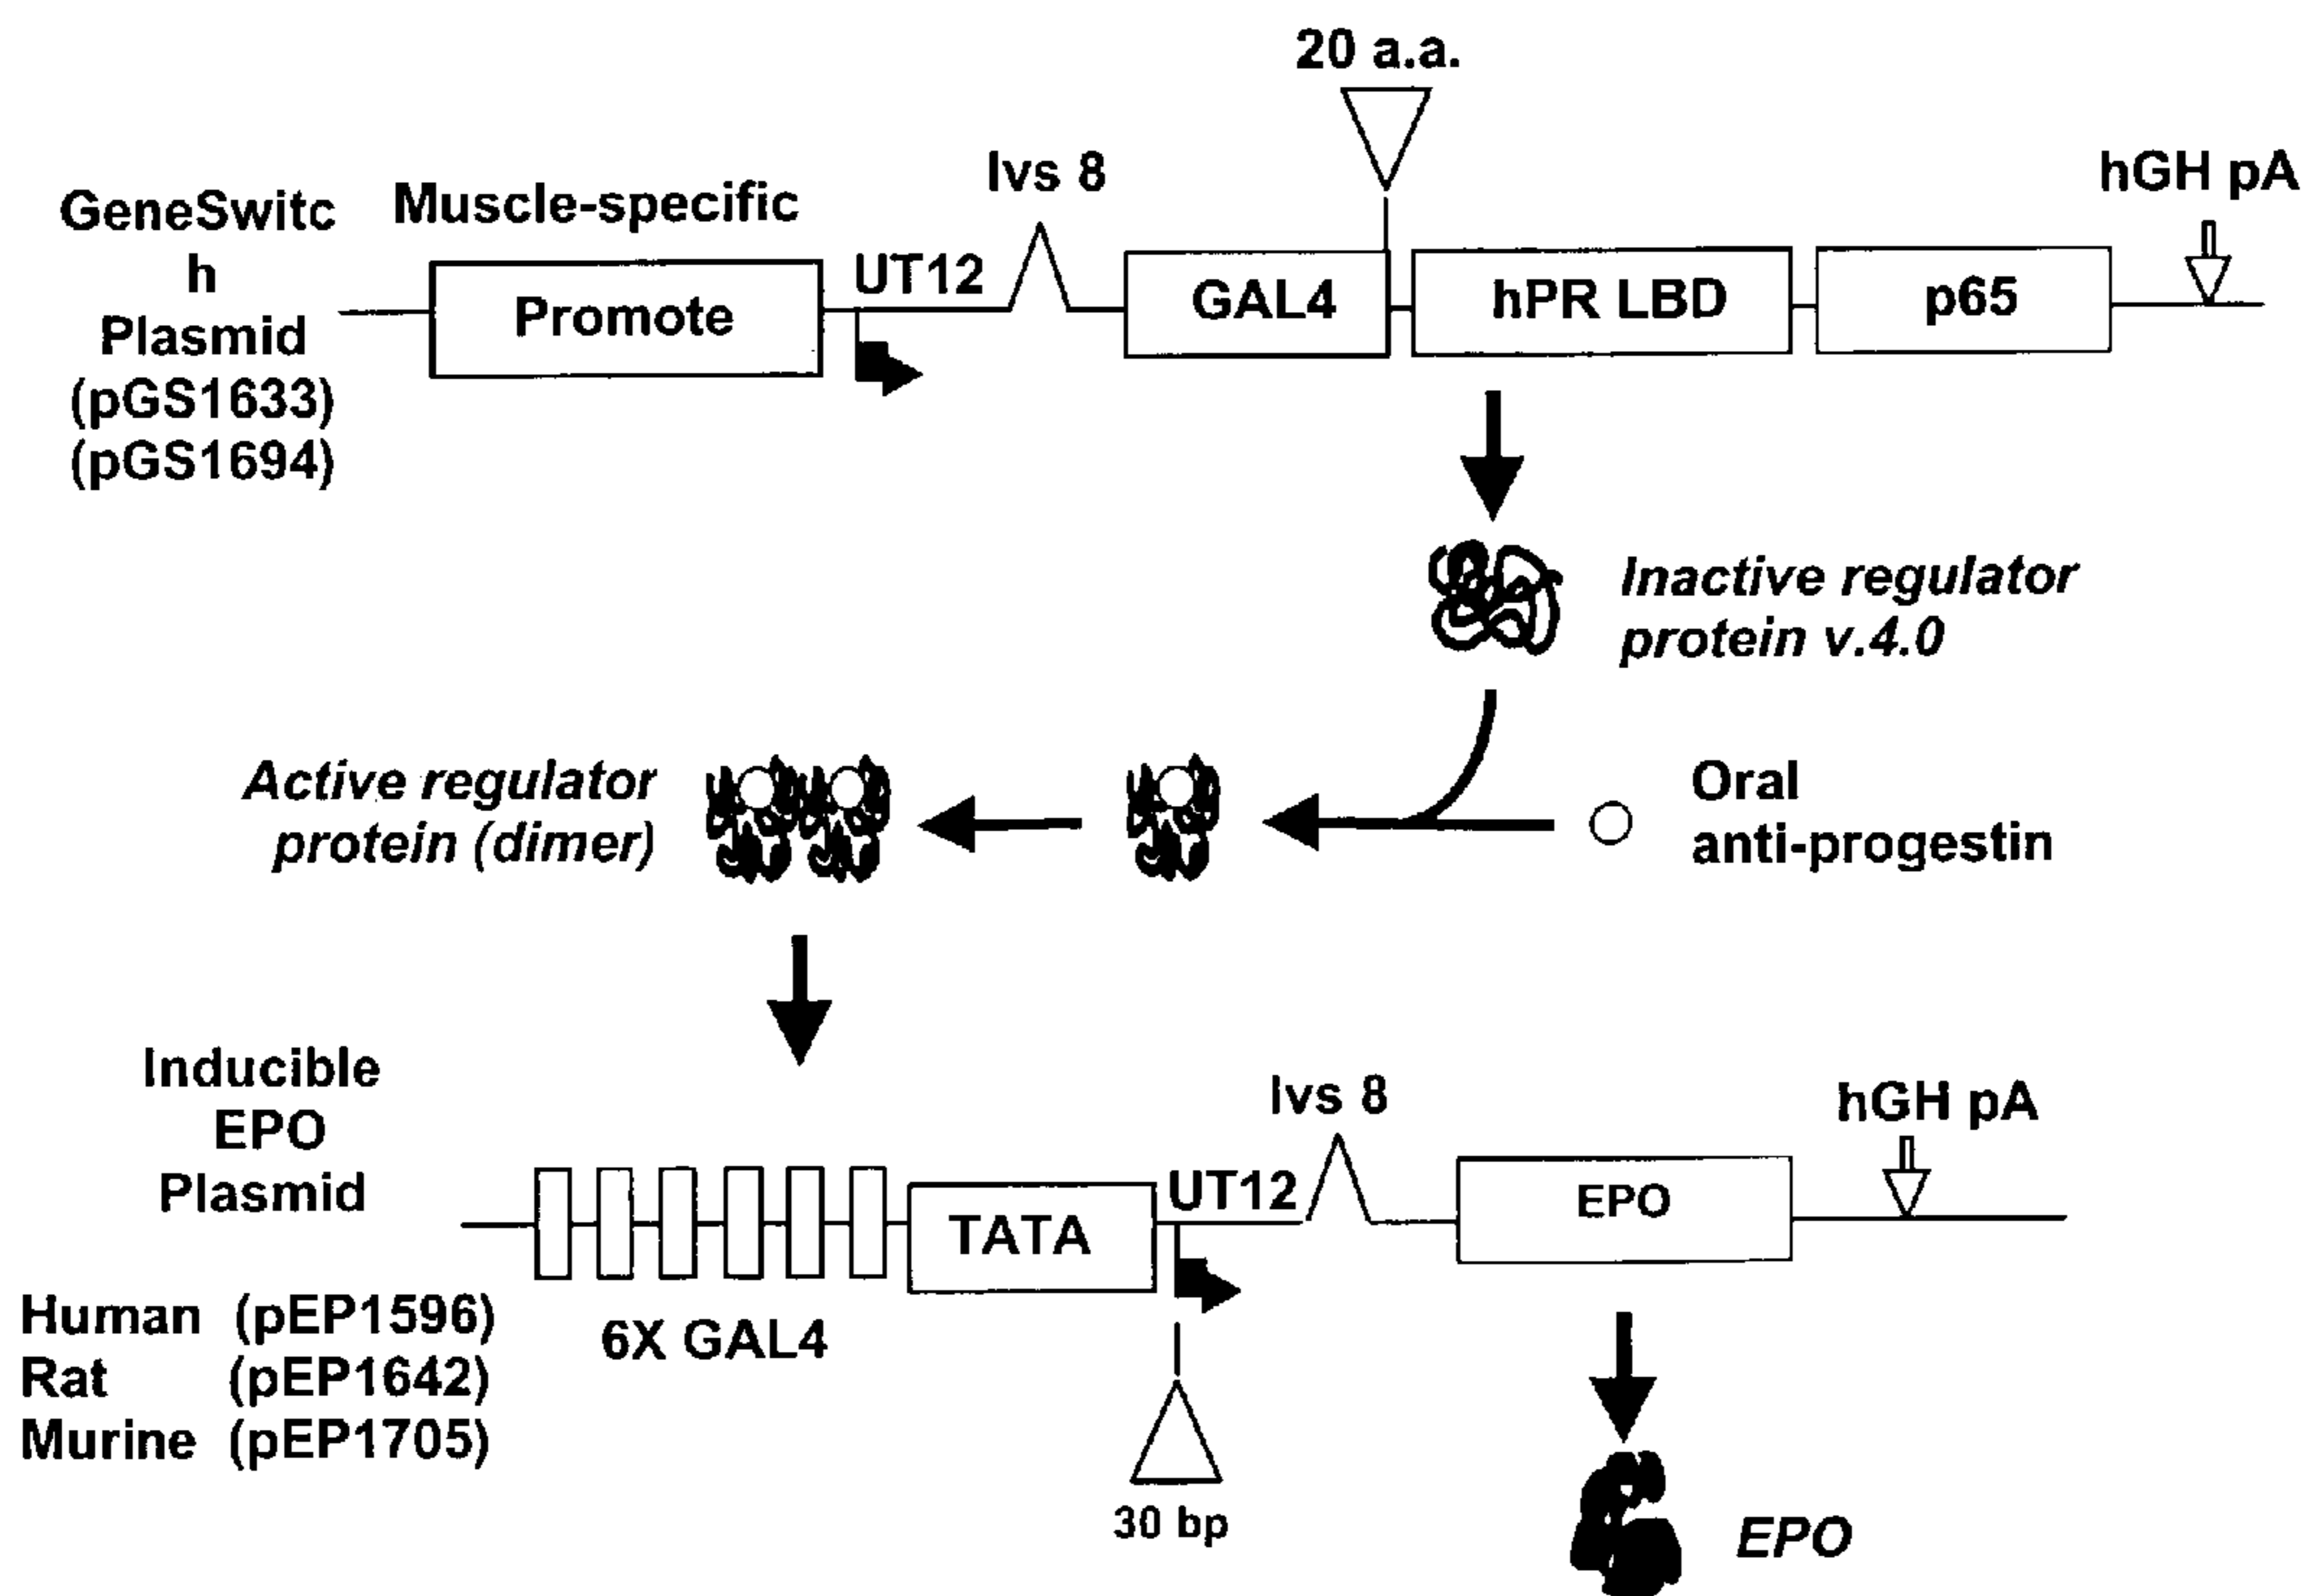 20 a.a.
Ivs 8
hGH pA
GeneSwitc
h
Plasmid
(pGS1633)
(pGS1694)
Muscle-specific
Promote
UT12
GAL4
hPR LBD
p65
Inactive regulator
protein v.4.0
Active regulator
protein (dimer)
Oral
anti-progestin
Inducible
EPO
Plasmid
Ivs 8
hGH pA
UT12
TATA
EPO
6X GAL4
Human (pEP1596)
Rat (pEP1642)
Murine (pEP1705)
30 bp
EPO